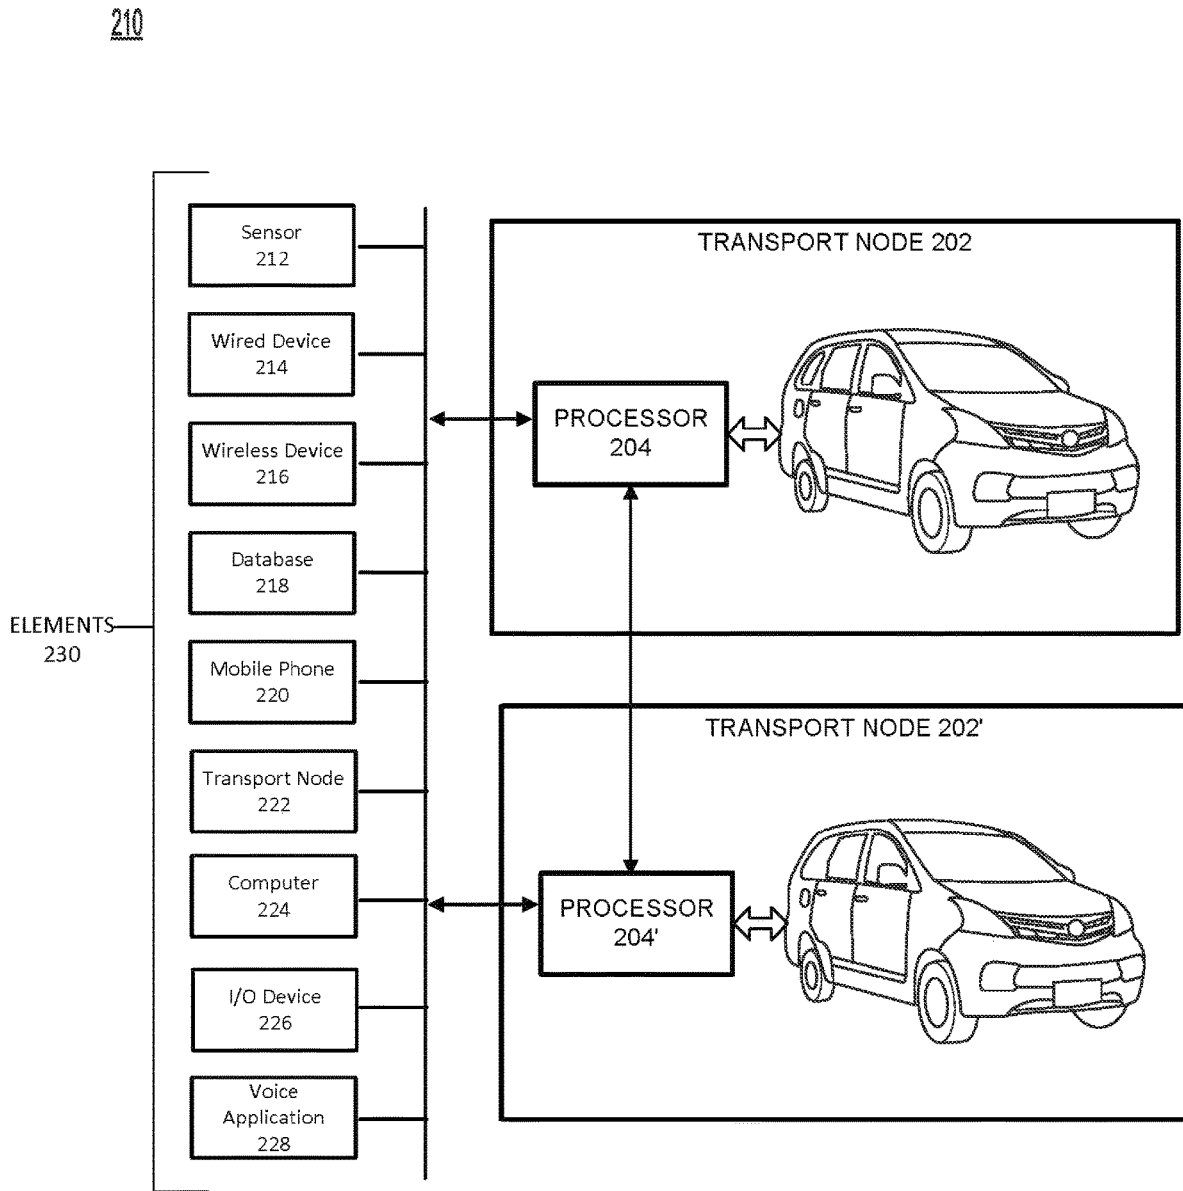 210
Sensor
212
Wired Device
214
Wireless Device
216
Database
218
Mobile Phone
220
Transport Node
222
Computer
224
I/O Device
226
Voice
Application
228
ELEMENTS
230
TRANSPORT NODE 202
PROCESSOR
204
TRANSPORT NODE 202'
PROCESSOR
204'